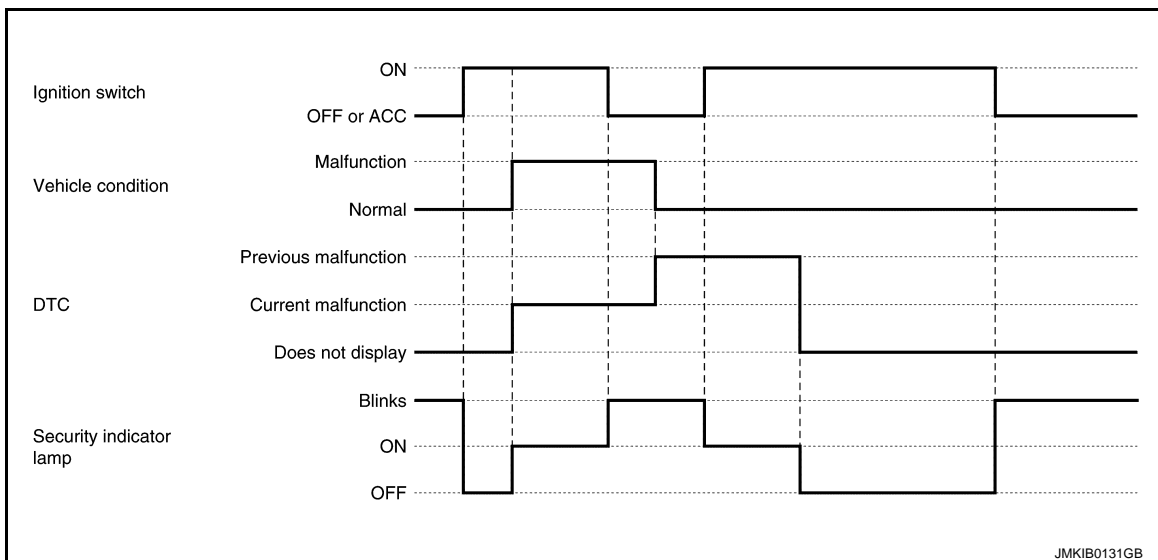 ON
Ignition switch
OFF or ACC
Malfunction
Vehicle condition
Normal
Previous malfunction
DTC
Current malfunction
Does not display
Blinks
Security indicator
lamp
ON
OFF
JMKIB0131GB